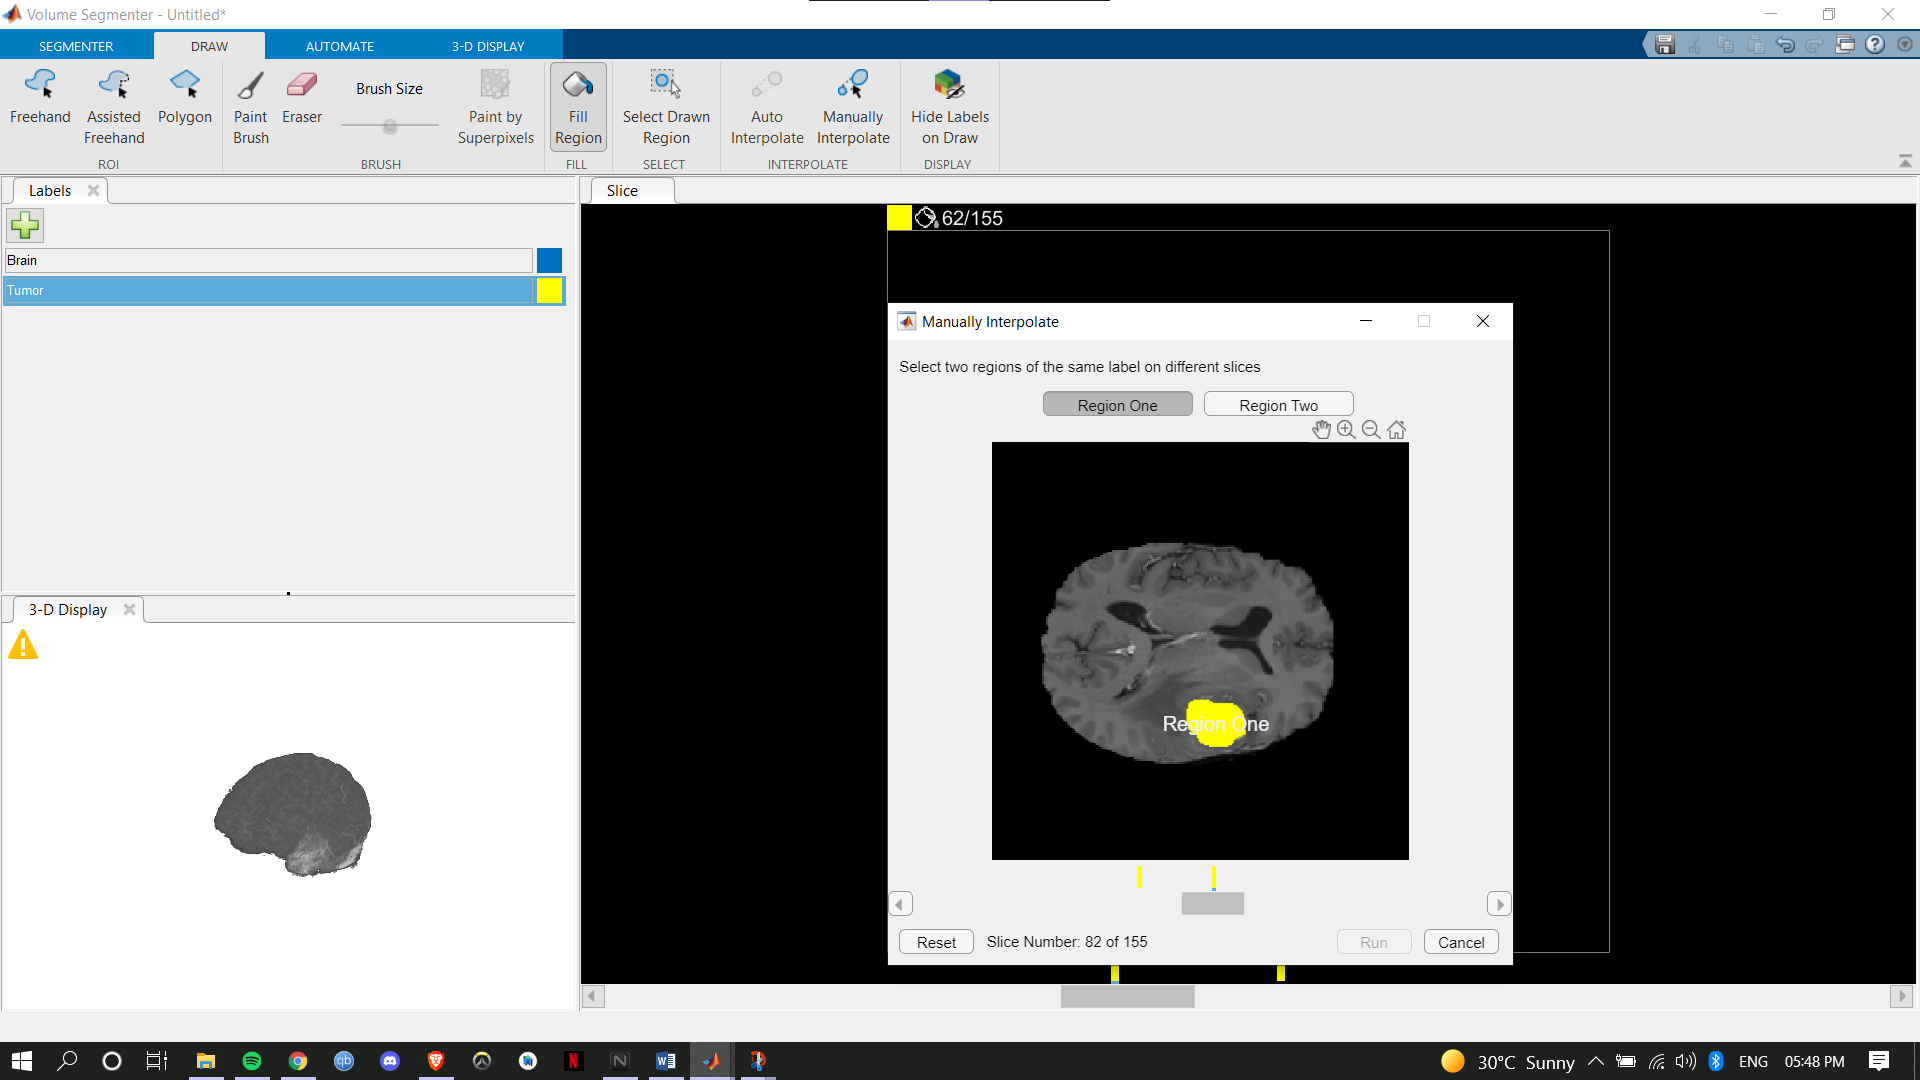 Volume Segmenter - Untitled*
SEGMENTER DRAW AUTOMATE 3-D DISPLAY
Freehand
Assisted Freehand
Polygon
Paint Brush
Eraser
Brush Size
Paint by Superpixels
Fill Region
Select Drawn Region
Auto Interpolate
Manually Interpolate
Hide Labels on Draw
ROI BRUSH FILL SELECT INTERPOLATE DISPLAY
Labels
Brain
Tumor
3-D Display
Slice
62/155
Manually Interpolate
Select two regions of the same label on different slices
Region One Region Two
Region One
Reset Slice Number: 82 of 155 Run Cancel
30°C Sunny ENG 05:48 PM